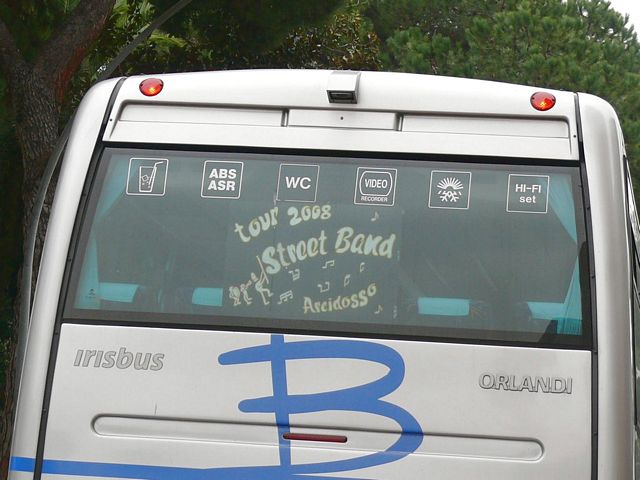 ABS
ASR
WC
VIDEO
RECORDER
HI-FI
set
tour 2008
Street Band
Arcidosso
irisbus
ORLANDI
B